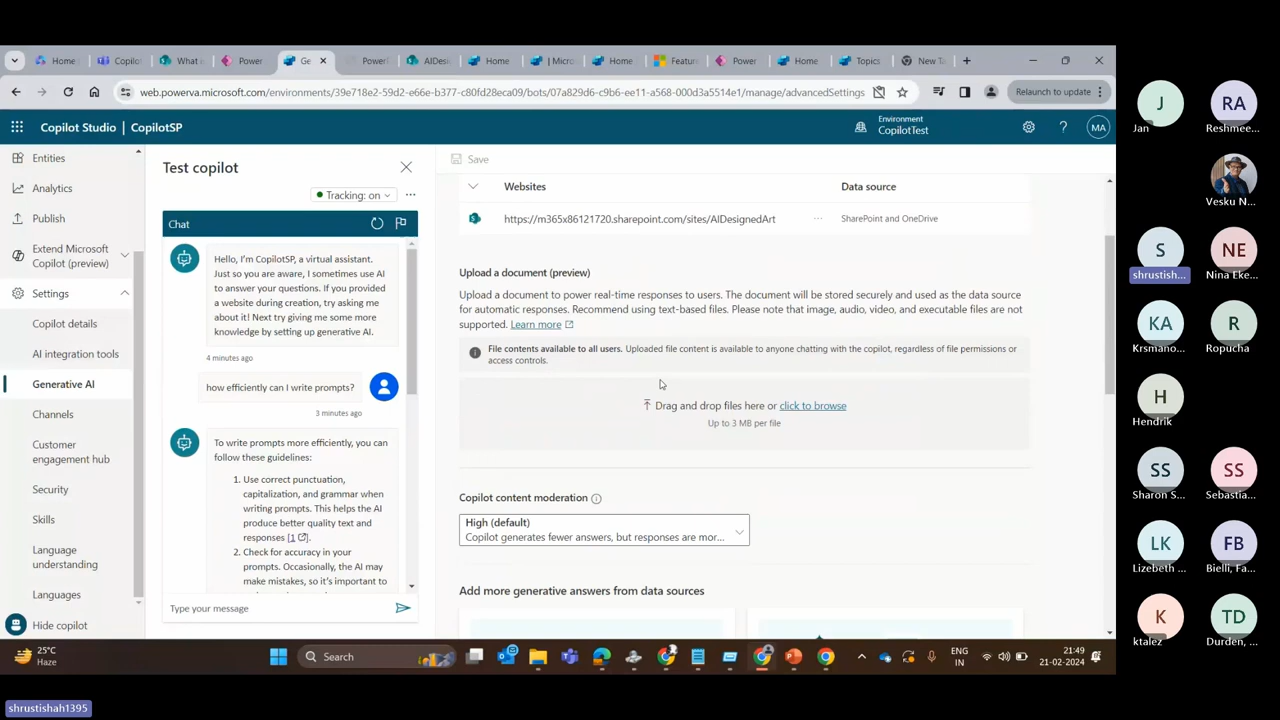 Home
Copilo
What i
Power
Ge
PowerI
AIDesi
Home
| Micro
Home
Featur
Power
Home
Topics
New Ta
web.powerva.microsoft.com/environments/39e718e2-59d2-e66e-b377-c80fd28eca09/bots/07a829d6-c9b6-ee11-a568-000d3a5514e1/manage/advancedSettings
Relaunch to update
Copilot Studio | CopilotSP
Environment
CopilotTest
?
MA
Entities
Analytics
Publish
Extend Microsoft
Copilot (preview)
Settings
Copilot details
AI integration tools
Generative AI
Channels
Customer
engagement hub
Security
Skills
Language
understanding
Languages
Hide copilot
Test copilot
Tracking: on
Chat
Hello, I'm CopilotSP, a virtual assistant.
Just so you are aware, I sometimes use AI
to answer your questions. If you provided
a website during creation, try asking me
about it! Next try giving me some more
knowledge by setting up generative AI.
4 minutes ago
how efficiently can I write prompts?
3 minutes ago
To write prompts more efficiently, you can
follow these guidelines:
1. Use correct punctuation,
capitalization, and grammar when
writing prompts. This helps the AI
produce better quality text and
responses [1].
2. Check for accuracy in your
prompts. Occasionally, the AI may
make mistakes, so it's important to
Type your message
Save
Websites
Data source
https://m365x86121720.sharepoint.com/sites/AIDesignedArt
SharePoint and OneDrive
Upload a document (preview)
Upload a document to power real-time responses to users. The document will be stored securely and used as the data source
for automatic responses. Recommend using text-based files. Please note that image, audio, video, and executable files are not
supported. Learn more
File contents available to all users. Uploaded file content is available to anyone chatting with the copilot, regardless of file permissions or
access controls.
Drag and drop files here or click to browse
Up to 3 MB per file
Copilot content moderation
High (default)
Copilot generates fewer answers, but responses are mor...
Add more generative answers from data sources
25°C
Haze
Search
ENG
IN
21:49
21-02-2024
J
Jan
RA
Reshmee...
Vesku N...
S
shrustish...
NE
Nina Eke...
KA
Krsmano...
R
Ropucha
H
Hendrik
SS
Sharon S...
SS
Sebastia...
LK
Lizebeth ...
FB
Bielli, Fa...
K
ktalez
TD
Durden, ...
shrustishah1395